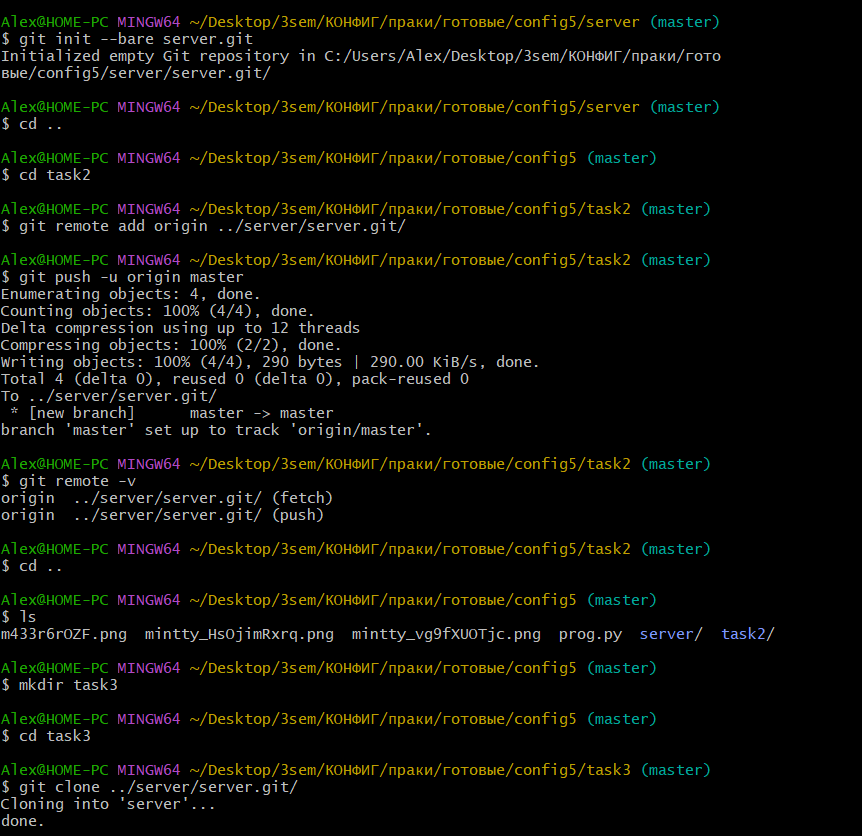 Alex@HOME-PC MINGW64 ~/Desktop/3sem/КОНФИГ/праки/готовые/config5/server (master)
$ git init --bare server.git
Initialized empty Git repository in C:/Users/Alex/Desktop/3sem/КОНФИГ/праки/гото
вые/config5/server/server.git/

Alex@HOME-PC MINGW64 ~/Desktop/3sem/КОНФИГ/праки/готовые/config5/server (master)
$ cd ..

Alex@HOME-PC MINGW64 ~/Desktop/3sem/КОНФИГ/праки/готовые/config5 (master)
$ cd task2

Alex@HOME-PC MINGW64 ~/Desktop/3sem/КОНФИГ/праки/готовые/config5/task2 (master)
$ git remote add origin ../server/server.git/

Alex@HOME-PC MINGW64 ~/Desktop/3sem/КОНФИГ/праки/готовые/config5/task2 (master)
$ git push -u origin master
Enumerating objects: 4, done.
Counting objects: 100% (4/4), done.
Delta compression using up to 12 threads
Compressing objects: 100% (2/2), done.
Writing objects: 100% (4/4), 290 bytes | 290.00 KiB/s, done.
Total 4 (delta 0), reused 0 (delta 0), pack-reused 0
To ../server/server.git/
 * [new branch]      master -> master
branch 'master' set up to track 'origin/master'.

Alex@HOME-PC MINGW64 ~/Desktop/3sem/КОНФИГ/праки/готовые/config5/task2 (master)
$ git remote -v
origin  ../server/server.git/ (fetch)
origin  ../server/server.git/ (push)

Alex@HOME-PC MINGW64 ~/Desktop/3sem/КОНФИГ/праки/готовые/config5/task2 (master)
$ cd ..

Alex@HOME-PC MINGW64 ~/Desktop/3sem/КОНФИГ/праки/готовые/config5 (master)
$ ls
m433r6rOZF.png  mintty_HsOjimRxrq.png  mintty_vg9fXUOTjc.png  prog.py  server/  task2/

Alex@HOME-PC MINGW64 ~/Desktop/3sem/КОНФИГ/праки/готовые/config5 (master)
$ mkdir task3

Alex@HOME-PC MINGW64 ~/Desktop/3sem/КОНФИГ/праки/готовые/config5 (master)
$ cd task3

Alex@HOME-PC MINGW64 ~/Desktop/3sem/КОНФИГ/праки/готовые/config5/task3 (master)
$ git clone ../server/server.git/
Cloning into 'server'...
done.